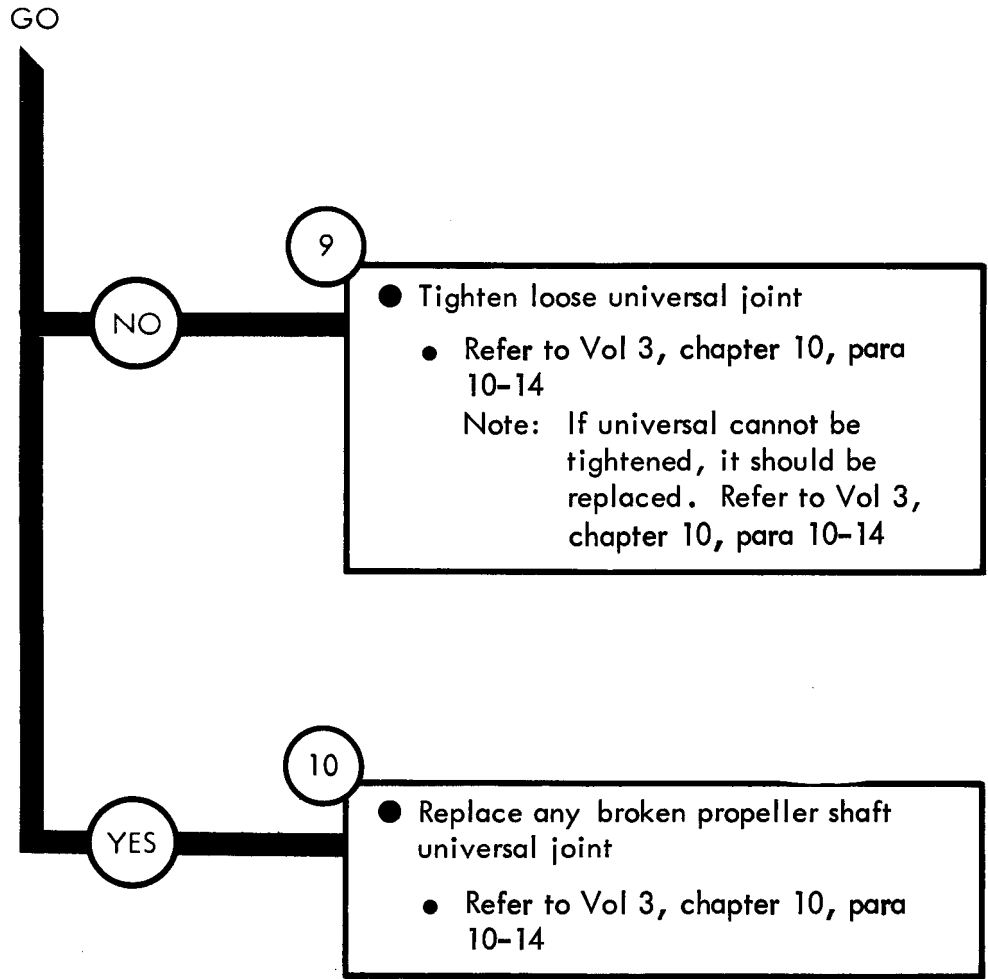 GO
9
NO
● Tighten loose universal joint
● Refer to Vol 3, chapter 10, para
10-14
Note: If universal cannot be
tightened, it should be
replaced. Refer to Vol 3,
chapter 10, para 10-14
10
YES
● Replace any broken propeller shaft
universal joint
● Refer to Vol 3, chapter 10, para
10-14